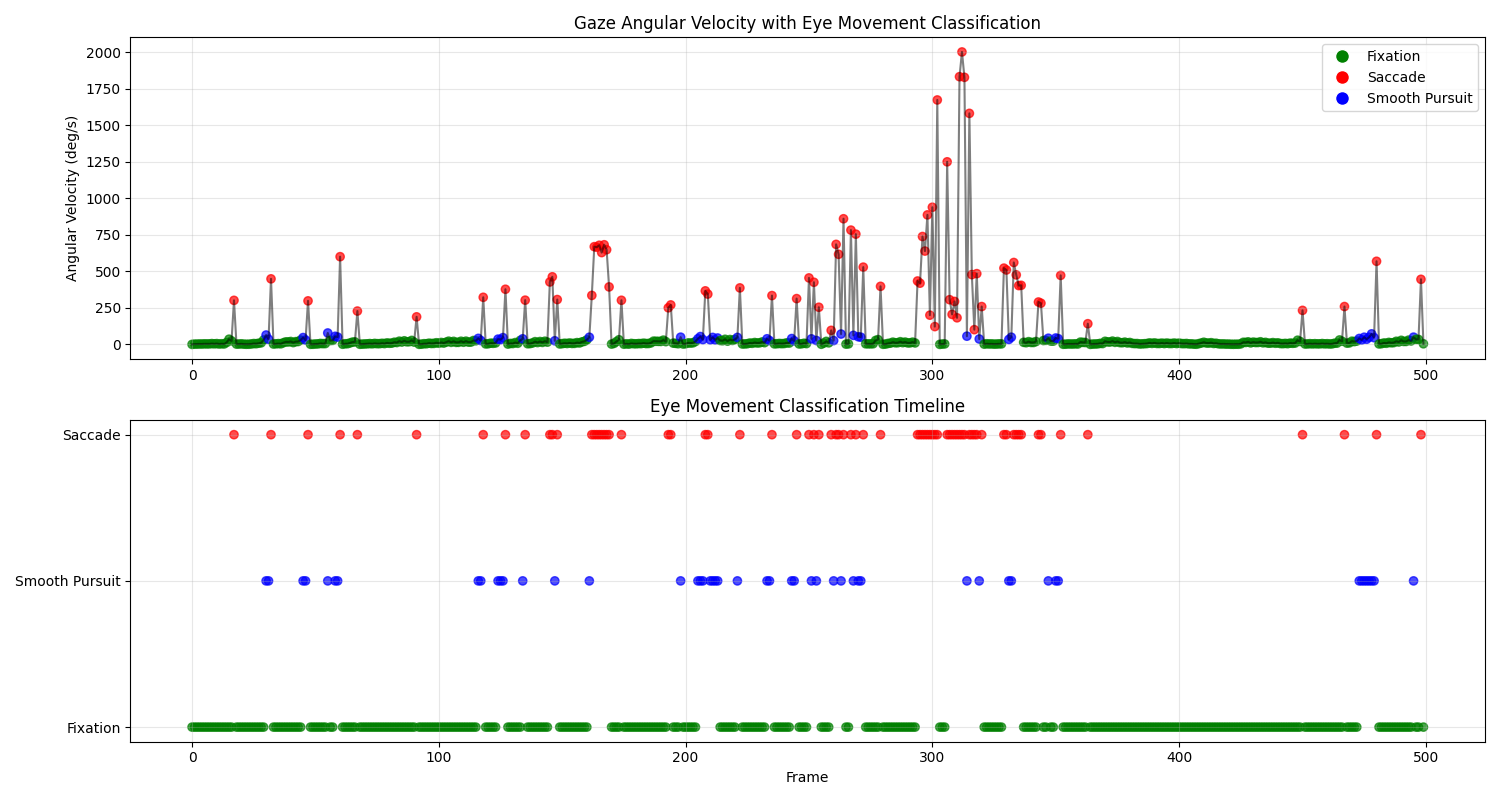 Gaze Angular Velocity with Eye Movement Classification
Angular Velocity (deg/s)
2000
1750
1500
1250
1000
750
500
250
0
Fixation
Saccade
Smooth Pursuit
0 100 200 300 400 500
Eye Movement Classification Timeline
Saccade
Smooth Pursuit
Fixation
0 100 200 300 400 500
Frame